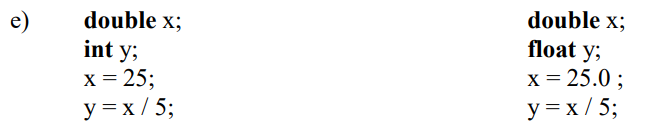 e) double x; double x;
int y; float y;
x = 25; x = 25.0 ;
y = x / 5; y = x / 5;